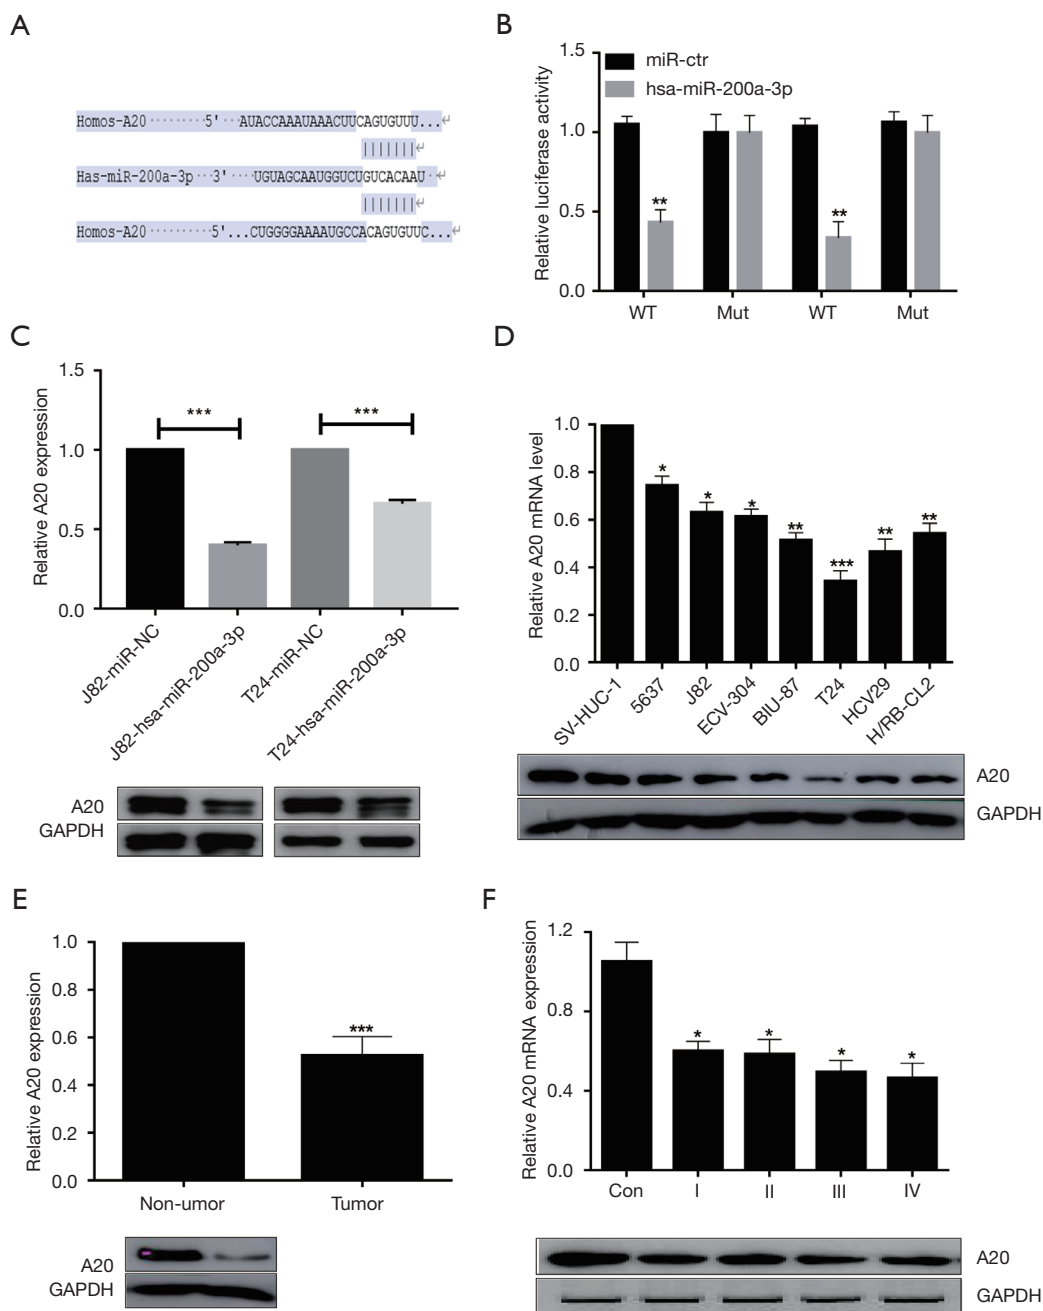 A
Homos-A20 ········· 5' ··· AUACCAAAUAAACUUCAGUGUUU...↵
|||||||↵
Has-miR-200a-3p ··· 3' ···· UGUAGCAAUGGUCUGUCACAAU ··↵
|||||||↵
Homos-A20 ········· 5'...CUGGGGAAAAUGCCACAGUGUUC...↵
B
Relative luciferase activity
1.5
1.0
0.5
0.0
miR-ctr
hsa-miR-200a-3p
**
**
WT
Mut
WT
Mut
C
Relative A20 expression
1.5
1.0
0.5
0.0
***
***
J82-miR-NC
J82-hsa-miR-200a-3p
T24-miR-NC
T24-hsa-miR-200a-3p
A20
GAPDH
D
Relative A20 mRNA level
1.0
0.8
0.6
0.4
0.2
0.0
*
*
*
**
***
**
**
SV-HUC-1
5637
J82
ECV-304
BIU-87
T24
HCV29
H/RB-CL2
A20
GAPDH
E
Relative A20 expression
1.0
0.8
0.6
0.4
0.2
0.0
***
Non-umor
Tumor
A20
GAPDH
F
Relative A20 mRNA expression
1.2
0.8
0.4
0.0
*
*
*
*
Con
I
II
III
IV
A20
GAPDH